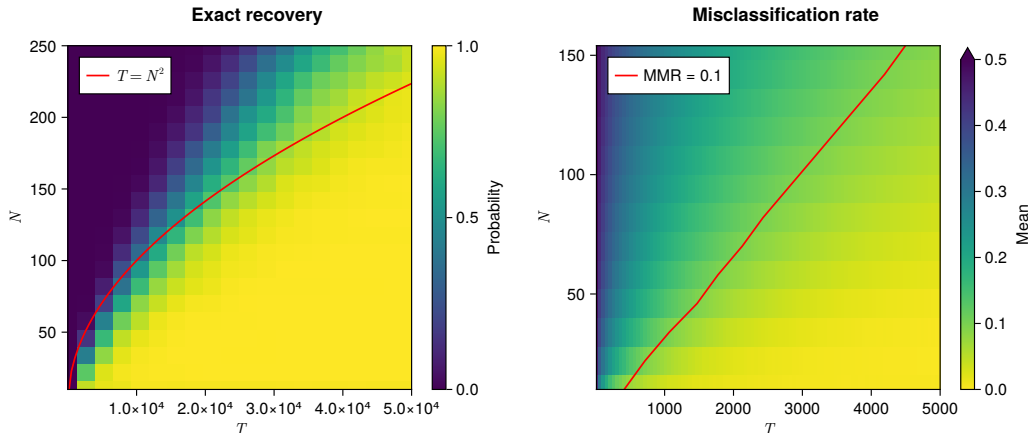 Exact recovery
250
200
150
100
50
N
T = N²
1.0×10⁴
2.0×10⁴
3.0×10⁴
4.0×10⁴
5.0×10⁴
T
1.0
0.5
0.0
Probability
Misclassification rate
150
100
50
N
MMR = 0.1
1000
2000
3000
4000
5000
T
0.5
0.4
0.3
0.2
0.1
0.0
Mean